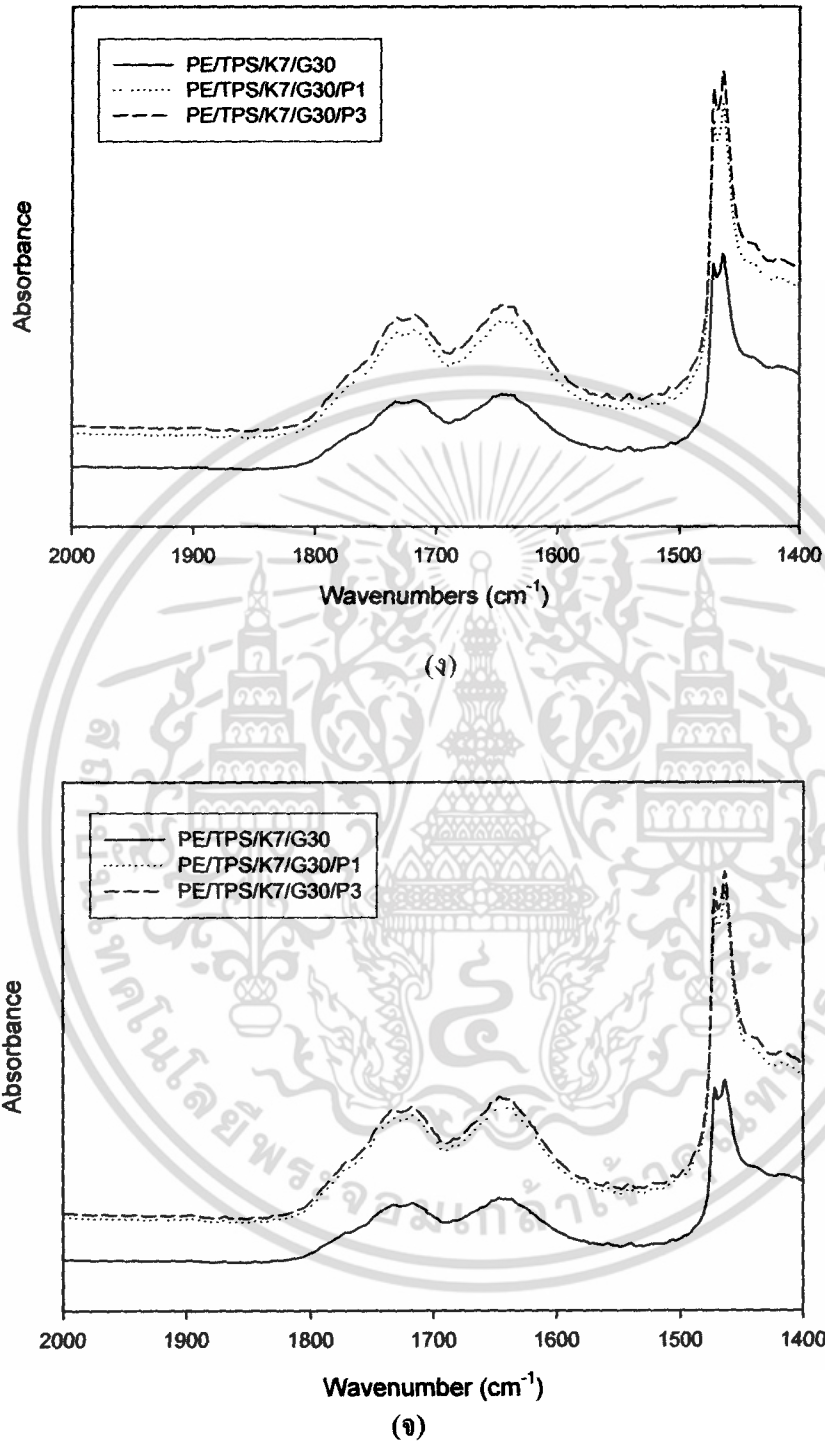 PE/TPS/K7/G30
PE/TPS/K7/G30/P1
PE/TPS/K7/G30/P3
Absorbance
2000 1900 1800 1700 1600 1500 1400
Wavenumbers (cm⁻¹)
(ง)
PE/TPS/K7/G30
PE/TPS/K7/G30/P1
PE/TPS/K7/G30/P3
Absorbance
2000 1900 1800 1700 1600 1500 1400
Wavenumber (cm⁻¹)
(จ)